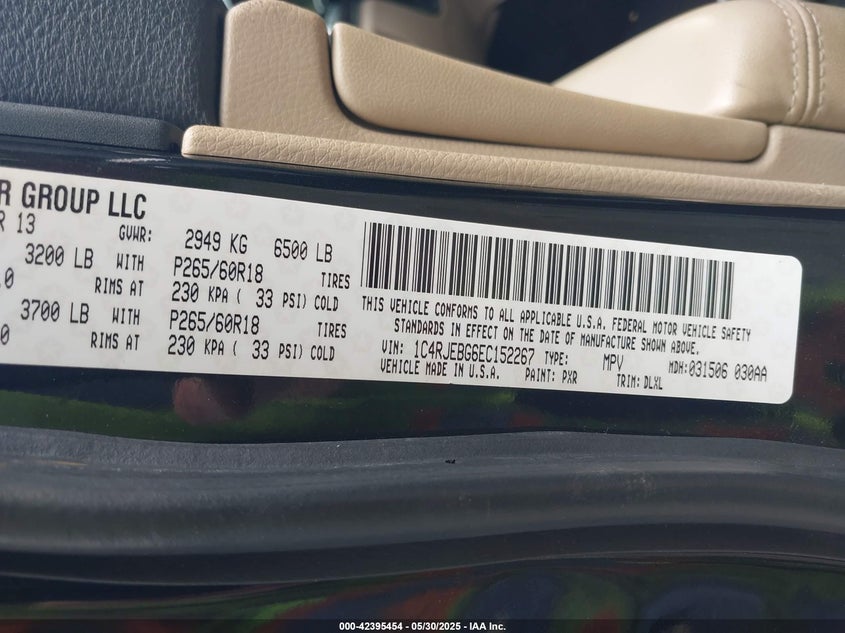 R GROUP LLC
R 13
GVWR: 2949 KG 6500 LB
3200 LB WITH P265/60R18 TIRES
.0 RIMS AT 230 KPA ( 33 PSI) COLD
3700 LB WITH P265/60R18 TIRES
0 RIMS AT 230 KPA ( 33 PSI) COLD
THIS VEHICLE CONFORMS TO ALL APPLICABLE U.S.A. FEDERAL MOTOR VEHICLE SAFETY
STANDARDS IN EFFECT ON THE DATE OF MANUFACTURE SHOWN ABOVE.
VIN: 1C4RJEBG6EC152267 TYPE: MPV MDH:031506 030AA
VEHICLE MADE IN U.S.A. PAINT: PXR TRIM: DLXL
000-42395454 - 05/30/2025 - IAA Inc.